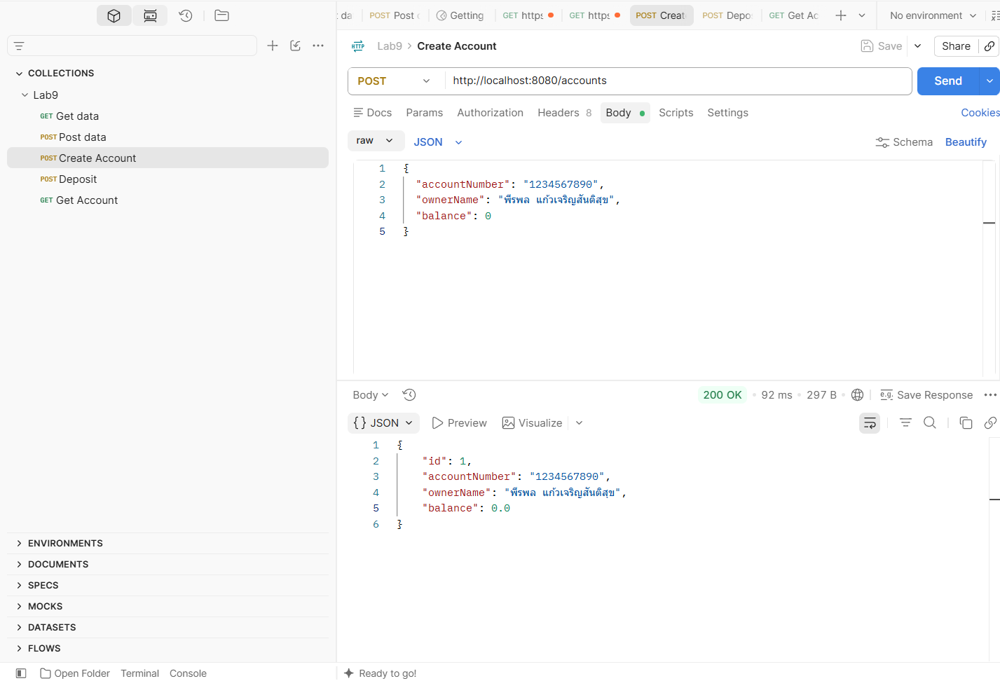 t da
POST Post c
Getting
GET https
GET https
POST Creat
POST Depos
GET Get Ac
No environment
COLLECTIONS
Lab9
GET Get data
POST Post data
POST Create Account
POST Deposit
GET Get Account
ENVIRONMENTS
DOCUMENTS
SPECS
MOCKS
DATASETS
FLOWS
HTTP Lab9 > Create Account
Save
Share
POST
http://localhost:8080/accounts
Send
Docs
Params
Authorization
Headers 8
Body
Scripts
Settings
Cookies
raw
JSON
Schema
Beautify
1 {
2 "accountNumber": "1234567890",
3 "ownerName": "พีรพล แก้วเจริญสันติสุข",
4 "balance": 0
5 }
Body
200 OK
92 ms
297 B
e.g. Save Response
{} JSON
Preview
Visualize
1 {
2 "id": 1,
3 "accountNumber": "1234567890",
4 "ownerName": "พีรพล แก้วเจริญสันติสุข",
5 "balance": 0.0
6 }
Open Folder
Terminal
Console
Ready to go!